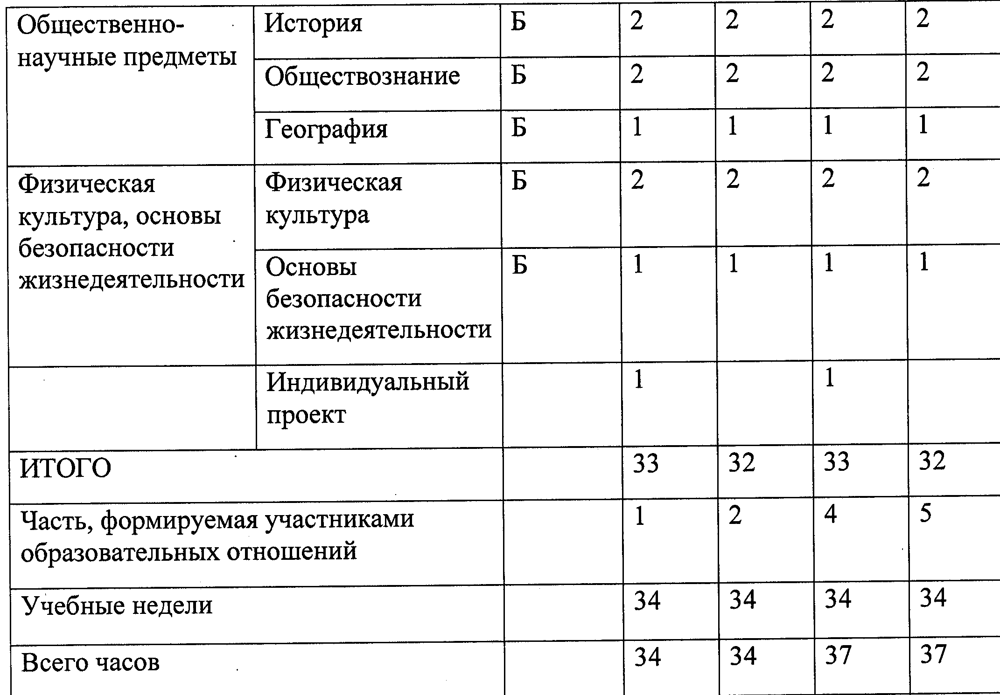 Общественно- История Б 2 2 2 2
научные предметы
Обществознание Б 2 2 2 2
География Б 1 1 1 1
Физическая Физическая Б 2 2 2 2
культура, основы культура
безопасности
жизнедеятельности
Основы Б 1 1 1 1
безопасности
жизнедеятельности
Индивидуальный 1 1
проект
ИТОГО 33 32 33 32
Часть, формируемая участниками 1 2 4 5
образовательных отношений
Учебные недели 34 34 34 34
Всего часов 34 34 37 37